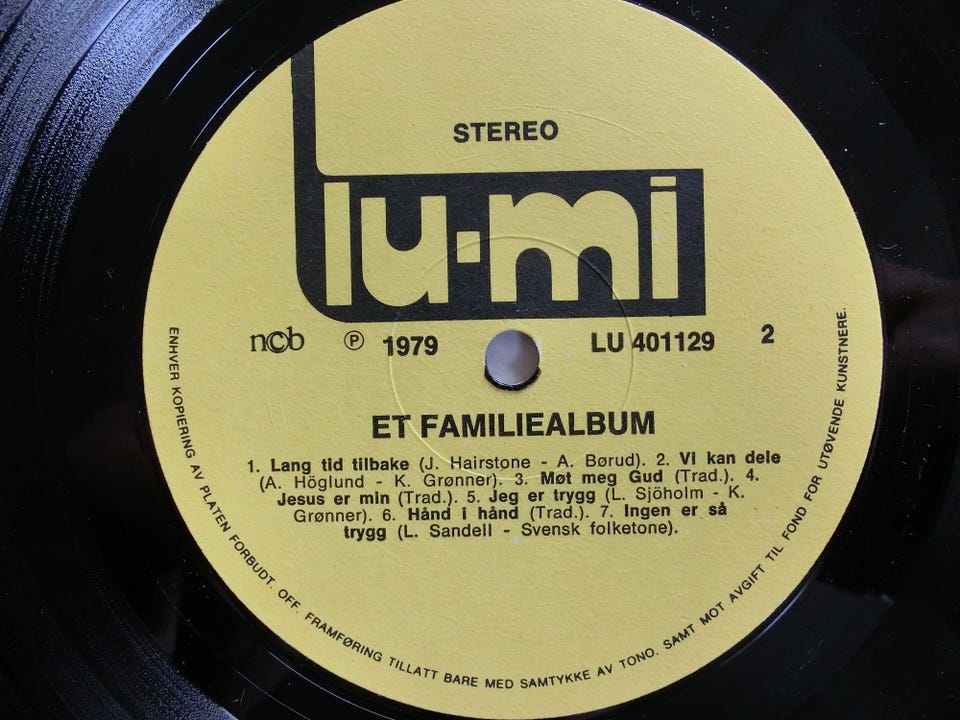 STEREO
lu-mi
ncb ℗ 1979 LU 401129 2
ET FAMILIEALBUM
1. Lang tid tilbake (J. Hairstone - A. Børud). 2. Vi kan dele
(A. Höglund - K. Grønner). 3. Møt meg Gud (Trad.). 4.
Jesus er min (Trad.). 5. Jeg er trygg (L. Sjöholm - K.
Grønner). 6. Hånd i hånd (Trad.). 7. Ingen er så
trygg (L. Sandell - Svensk folketone).
ENHVER KOPIERING AV PLATEN FORBUDT. OFF. FRAMFØRING TILLATT BARE MED SAMTYKKE AV TONO. SAMT MOT AVGIFT TIL FOND FOR UTØVENDE KUNSTNERE.